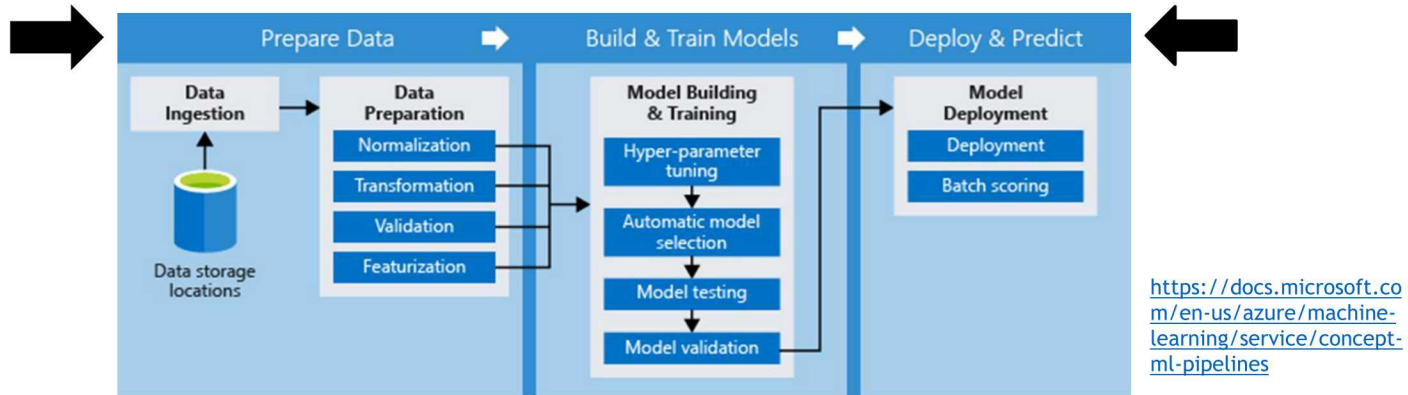 Prepare Data
Build & Train Models
Deploy & Predict
Data
Ingestion
Data storage
locations
Data
Preparation
Normalization
Transformation
Validation
Featurization
Model Building
& Training
Hyper-parameter
tuning
Automatic model
selection
Model testing
Model validation
Model
Deployment
Deployment
Batch scoring
https://docs.microsoft.co
m/en-us/azure/machine-
learning/service/concept-
ml-pipelines